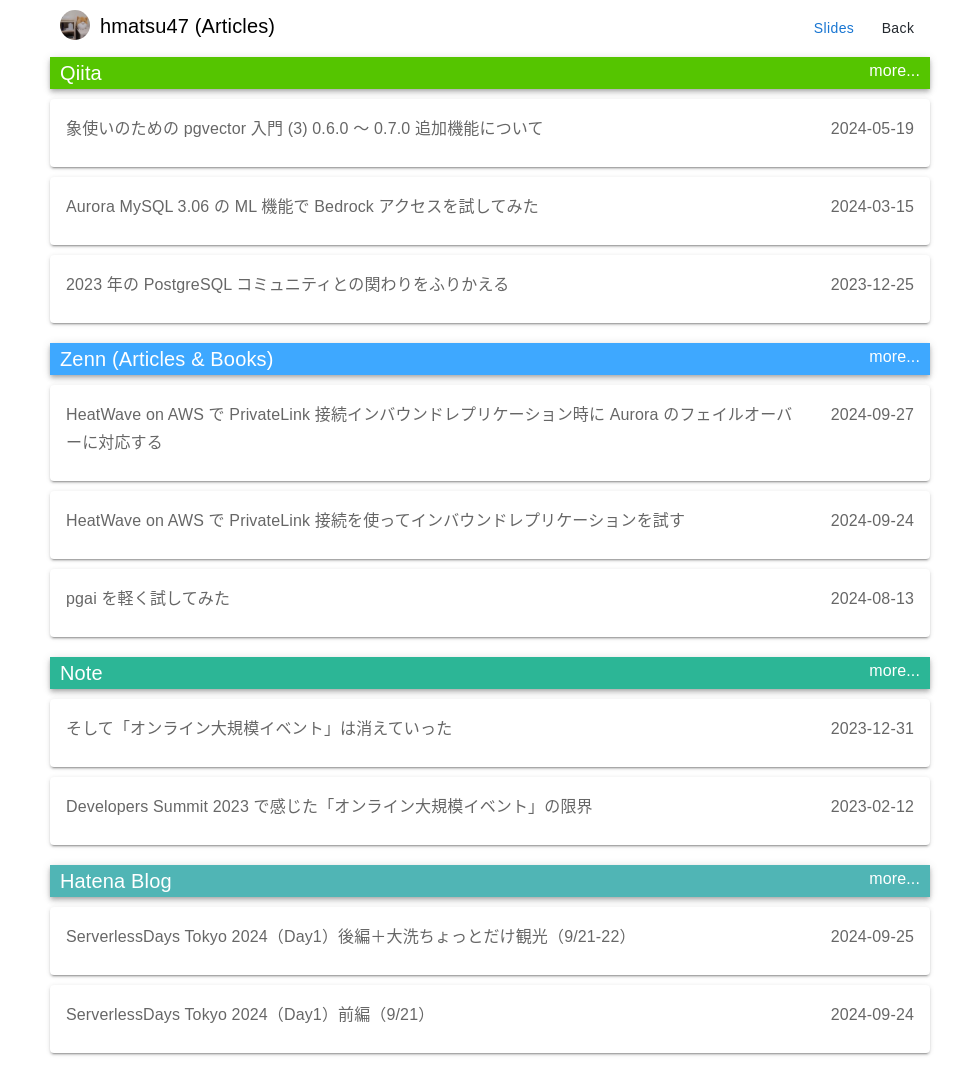 hmatsu47 (Articles)
Slides
Back
Qiita
more...
象使いのための pgvector 入門 (3) 0.6.0 〜 0.7.0 追加機能について
2024-05-19
Aurora MySQL 3.06 の ML 機能で Bedrock アクセスを試してみた
2024-03-15
2023 年の PostgreSQL コミュニティとの関わりをふりかえる
2023-12-25
Zenn (Articles & Books)
more...
HeatWave on AWS で PrivateLink 接続インバウンドレプリケーション時に Aurora のフェイルオーバ
ーに対応する
2024-09-27
HeatWave on AWS で PrivateLink 接続を使ってインバウンドレプリケーションを試す
2024-09-24
pgai を軽く試してみた
2024-08-13
Note
more...
そして「オンライン大規模イベント」は消えていった
2023-12-31
Developers Summit 2023 で感じた「オンライン大規模イベント」の限界
2023-02-12
Hatena Blog
more...
ServerlessDays Tokyo 2024（Day1）後編＋大洗ちょっとだけ観光（9/21-22）
2024-09-25
ServerlessDays Tokyo 2024（Day1）前編（9/21）
2024-09-24